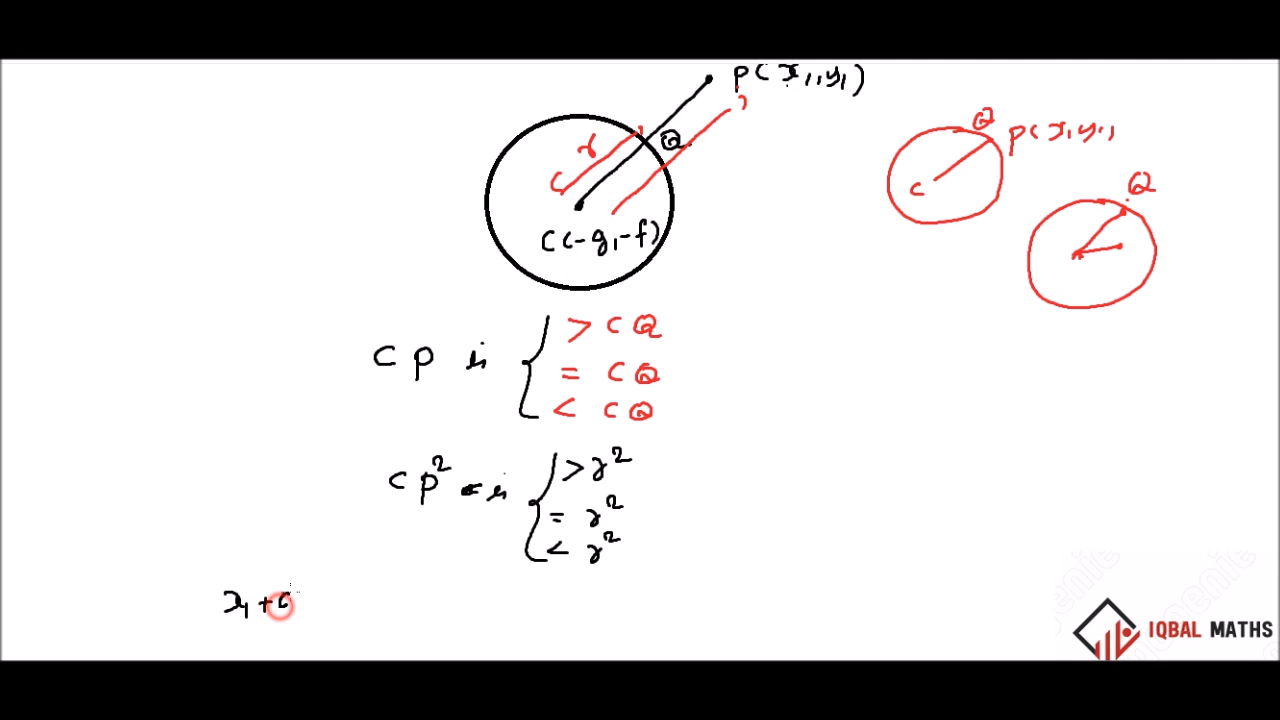 P(x₁,y₁)
Q
r
C(-g,-f)
Q
P(x₁,y₁)
C
Q
CP is { > CQ
= CQ
< CQ
CP² is { > r²
= r²
< r²
x₁+
IQBAL MATHS